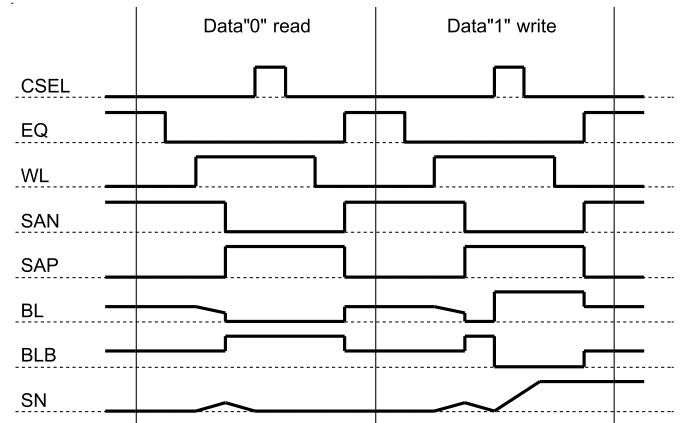 Data"0" read
Data"1" write
CSEL
EQ
WL
SAN
SAP
BL
BLB
SN